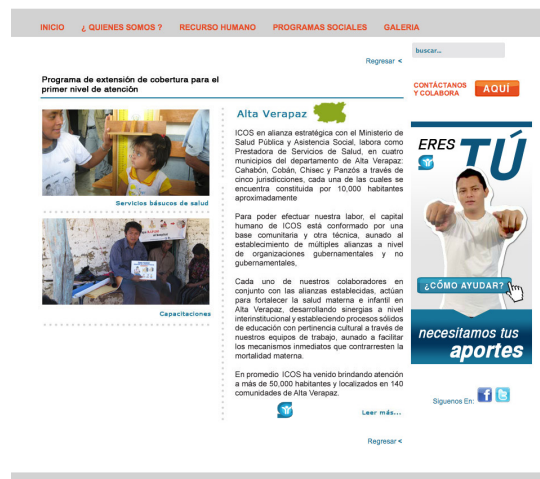 INICIO ¿ QUIENES SOMOS ? RECURSO HUMANO PROGRAMAS SOCIALES GALERIA
buscar...
Regresar <
Programa de extensión de cobertura para el
primer nivel de atención
CONTÁCTANOS
Y COLABORA
AQUÍ
Alta Verapaz
ICOS en alianza estratégica con el Ministerio de
Salud Pública y Asistencia Social, labora como
Prestadora de Servicios de Salud, en cuatro
municipios del departamento de Alta Verapaz:
Cahabón, Cobán, Chisec y Panzós a través de
cinco jurisdicciones, cada una de las cuales se
encuentra constituida por 10,000 habitantes
aproximadamente
Para poder efectuar nuestra labor, el capital
humano de ICOS está conformado por una
base comunitaria y otra técnica, aunado al
establecimiento de múltiples alianzas a nivel
de organizaciones gubernamentales y no
gubernamentales,
Cada uno de nuestros colaboradores en
conjunto con las alianzas establecidas, actúan
para fortalecer la salud materna e infantil en
Alta Verapaz, desarrollando sinergias a nivel
interinstitucional y estableciendo procesos sólidos
de educación con pertinencia cultural a través de
nuestros equipos de trabajo, aunado a facilitar
los mecanismos inmediatos que contrarresten la
mortalidad materna.
En promedio ICOS ha venido brindando atención
a más de 50,000 habitantes y localizados en 140
comunidades de Alta Verapaz.
Leer más...
Regresar <
Servicios básucos de salud
Capacitaciones
ERES TÚ
¿CÓMO AYUDAR?
necesitamos tus
aportes
Siguenos En: